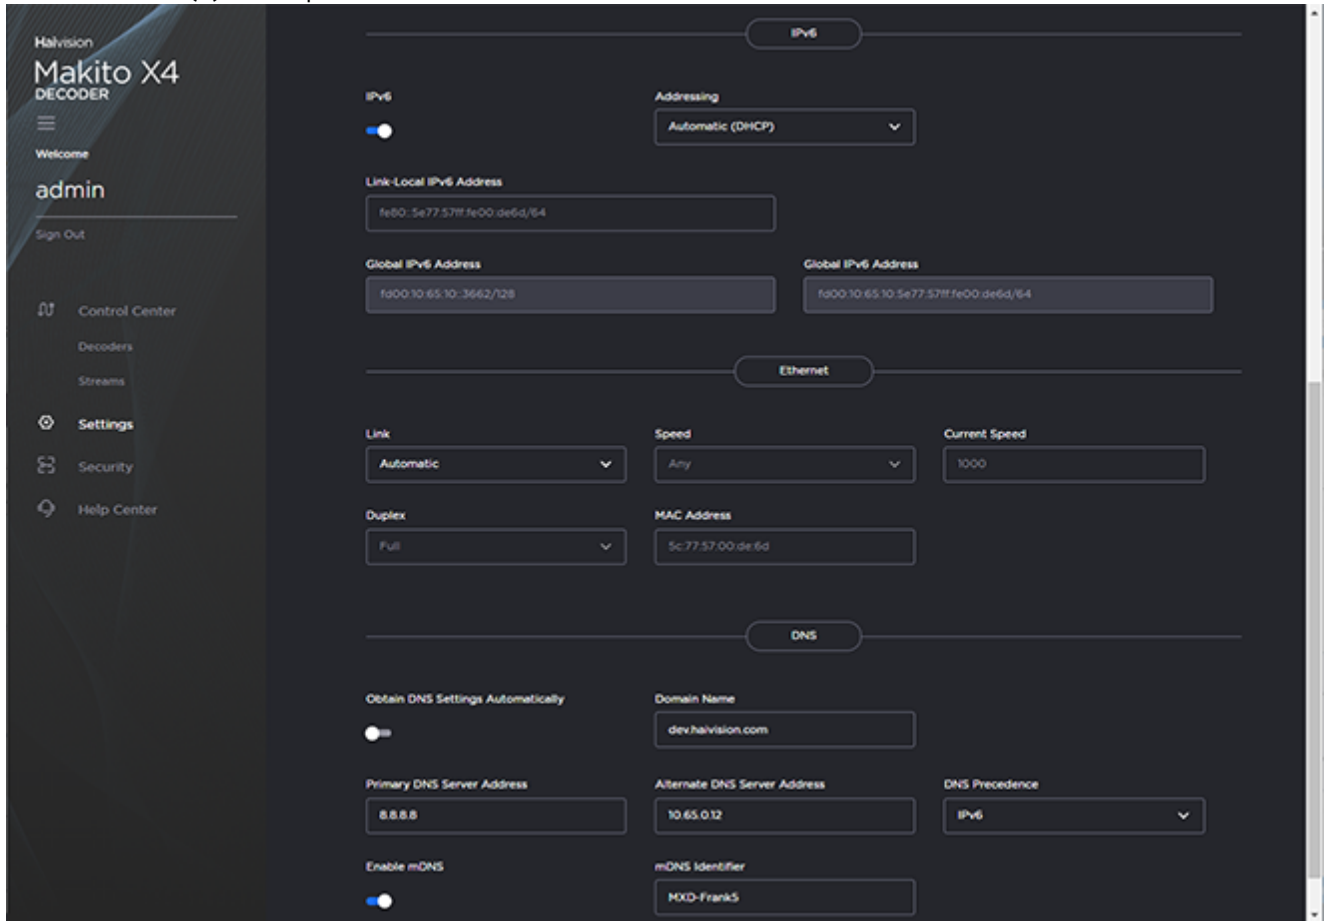 IPv6
Haivision
Makito X4
DECODER
Welcome
admin
Sign Out
Control Center
Decoders
Streams
Settings
Security
Help Center
IPv6
Addressing
Automatic (DHCP)
Link-Local IPv6 Address
fe80::5e77:57ff:fe00:de6d/64
Global IPv6 Address
Global IPv6 Address
fd00:10:65:10::3662/128
fd00:10:65:10:5e77:57ff:fe00:de6d/64
Ethernet
Link
Speed
Current Speed
Automatic
Any
1000
Duplex
MAC Address
Full
5c:77:57:00:de:6d
DNS
Obtain DNS Settings Automatically
Domain Name
dev.haivision.com
Primary DNS Server Address
Alternate DNS Server Address
DNS Precedence
8.8.8.8
10.65.0.12
IPv6
Enable mDNS
mDNS Identifier
MXD-Frank5